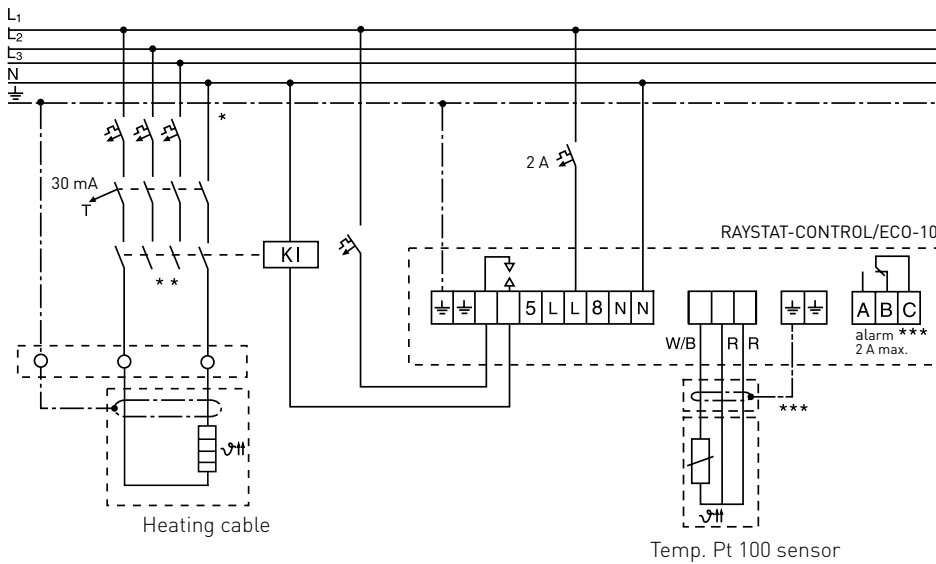 L1
L2
L3
N
*
30 mA
T
2 A
RAYSTAT-CONTROL/ECO-10
KI
* *
5 L L 8 N N
A B C
W/B R R
alarm ***
2 A max.
***
ϑ
ϑ
Heating cable
Temp. Pt 100 sensor